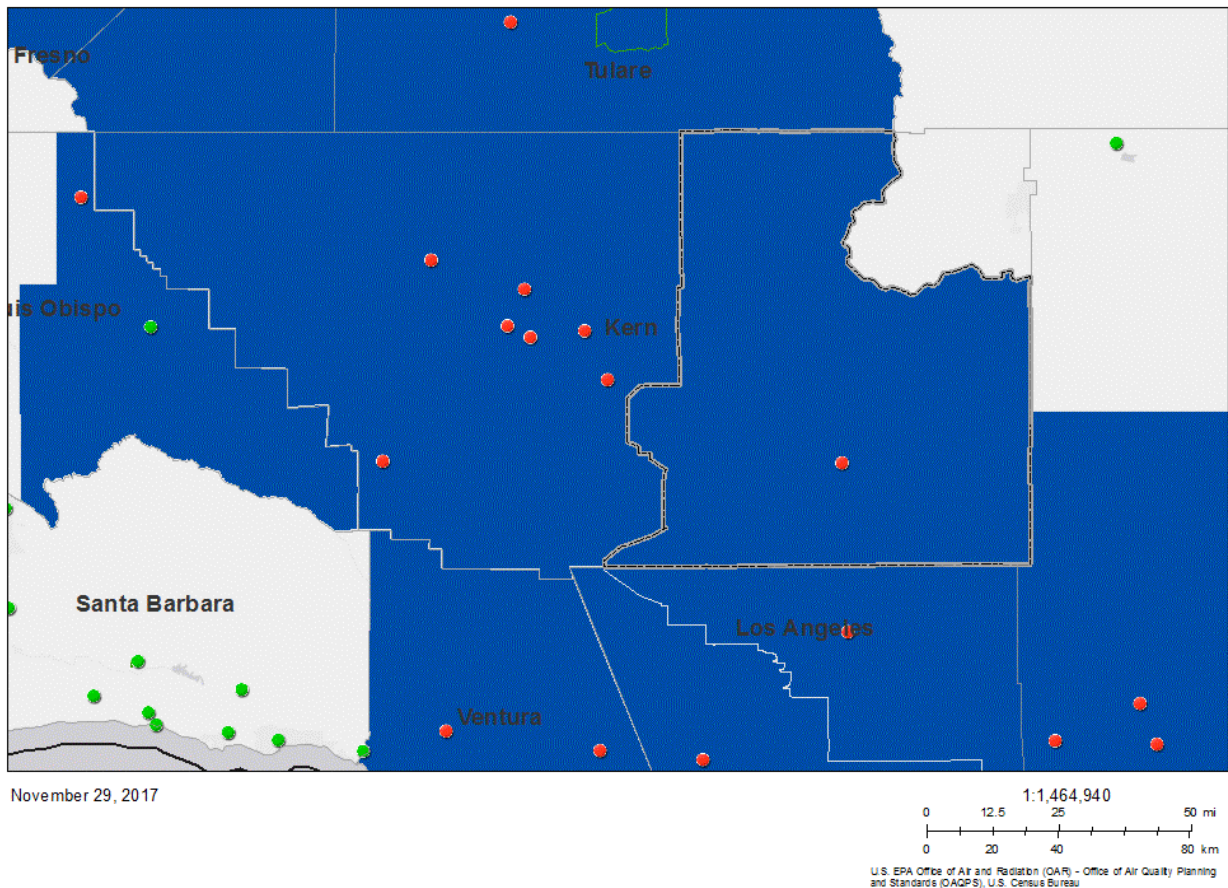 Fresno
Tulare
uis Obispo
Kern
Santa Barbara
Los Angeles
Ventura
November 29, 2017
1:1,464,940
0 12.5 25 50 mi
0 20 40 80 km
U.S. EPA Office of Air and Radiation (OAR) - Office of Air Quality Planning
and Standards (OAQPS), U.S. Census Bureau